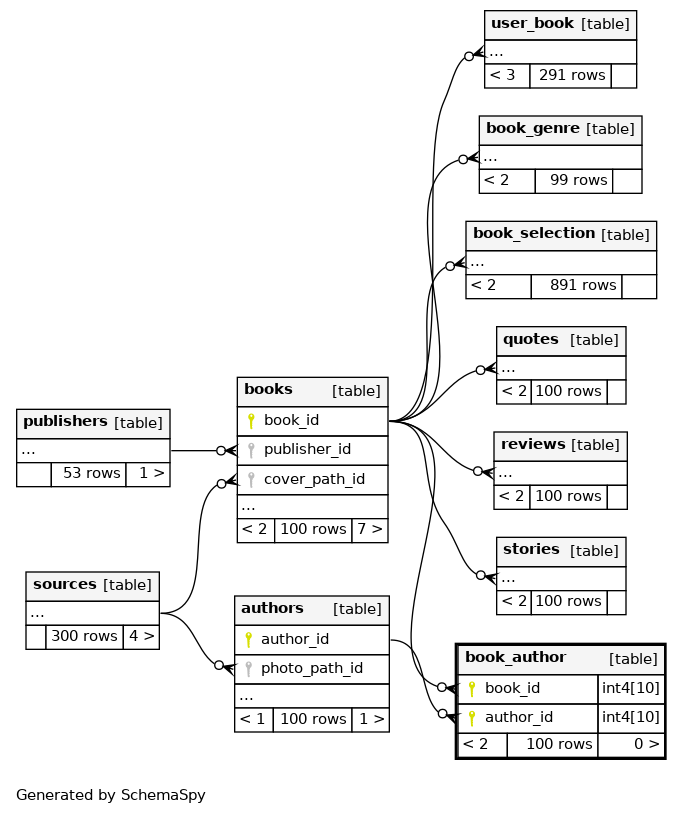 user_book [table]
...
< 3 291 rows
book_genre [table]
...
< 2 99 rows
book_selection [table]
...
< 2 891 rows
quotes [table]
...
< 2 100 rows
books [table]
book_id
publisher_id
cover_path_id
...
< 2 100 rows 7 >
publishers [table]
...
53 rows 1 >
reviews [table]
...
< 2 100 rows
stories [table]
...
< 2 100 rows
sources [table]
...
300 rows 4 >
authors [table]
author_id
photo_path_id
...
< 1 100 rows 1 >
book_author [table]
book_id int4[10]
author_id int4[10]
< 2 100 rows 0 >
Generated by SchemaSpy